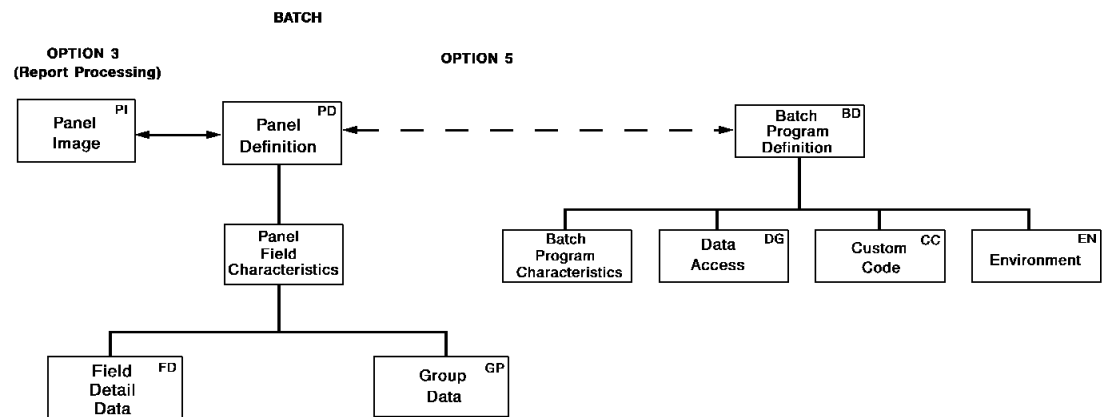 BATCH
OPTION 3
(Report Processing)
OPTION 5
PI
Panel
Image
PD
Panel
Definition
BD
Batch
Program
Definition
Panel
Field
Characteristics
Batch
Program
Characteristics
DG
Data
Access
CC
Custom
Code
EN
Environment
FD
Field
Detail
Data
GP
Group
Data